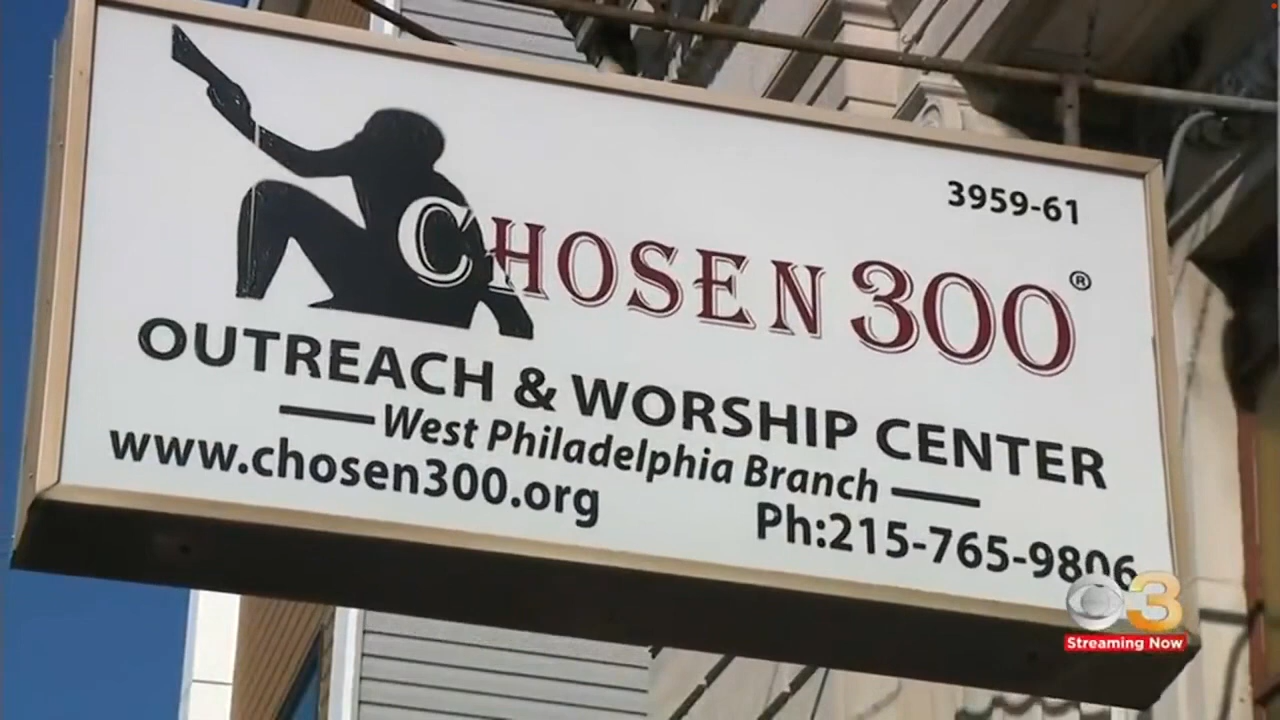 3959-61
CHOSEN 300®
OUTREACH & WORSHIP CENTER
West Philadelphia Branch
www.chosen300.org
Ph:215-765-9806
3
Streaming Now